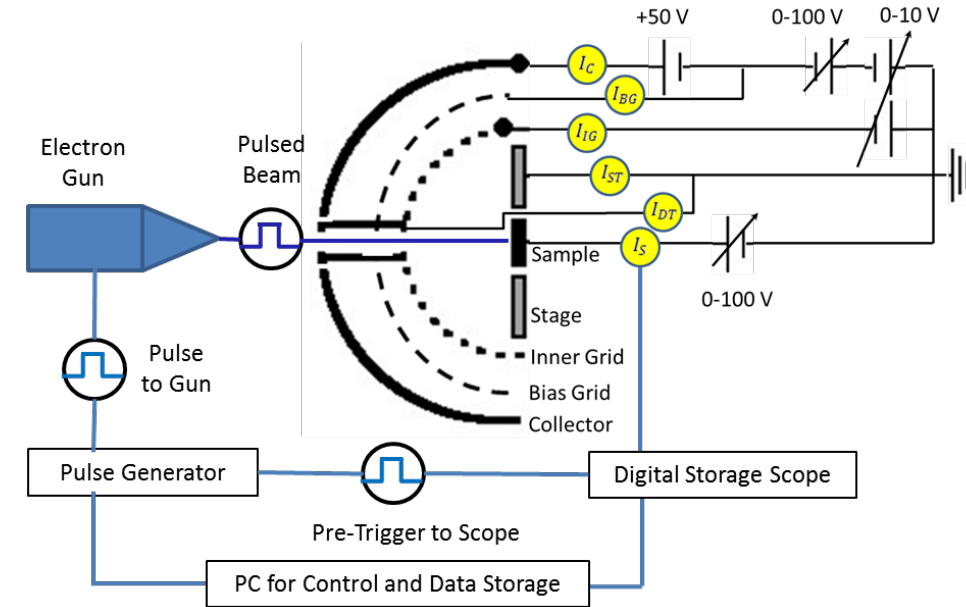 +50 V
0-100 V
0-10 V
I_C
I_BG
I_IG
I_ST
I_DT
I_S
Electron
Gun
Pulsed
Beam
Sample
0-100 V
Stage
Inner Grid
Bias Grid
Collector
Pulse
to Gun
Pulse Generator
Digital Storage Scope
Pre-Trigger to Scope
PC for Control and Data Storage